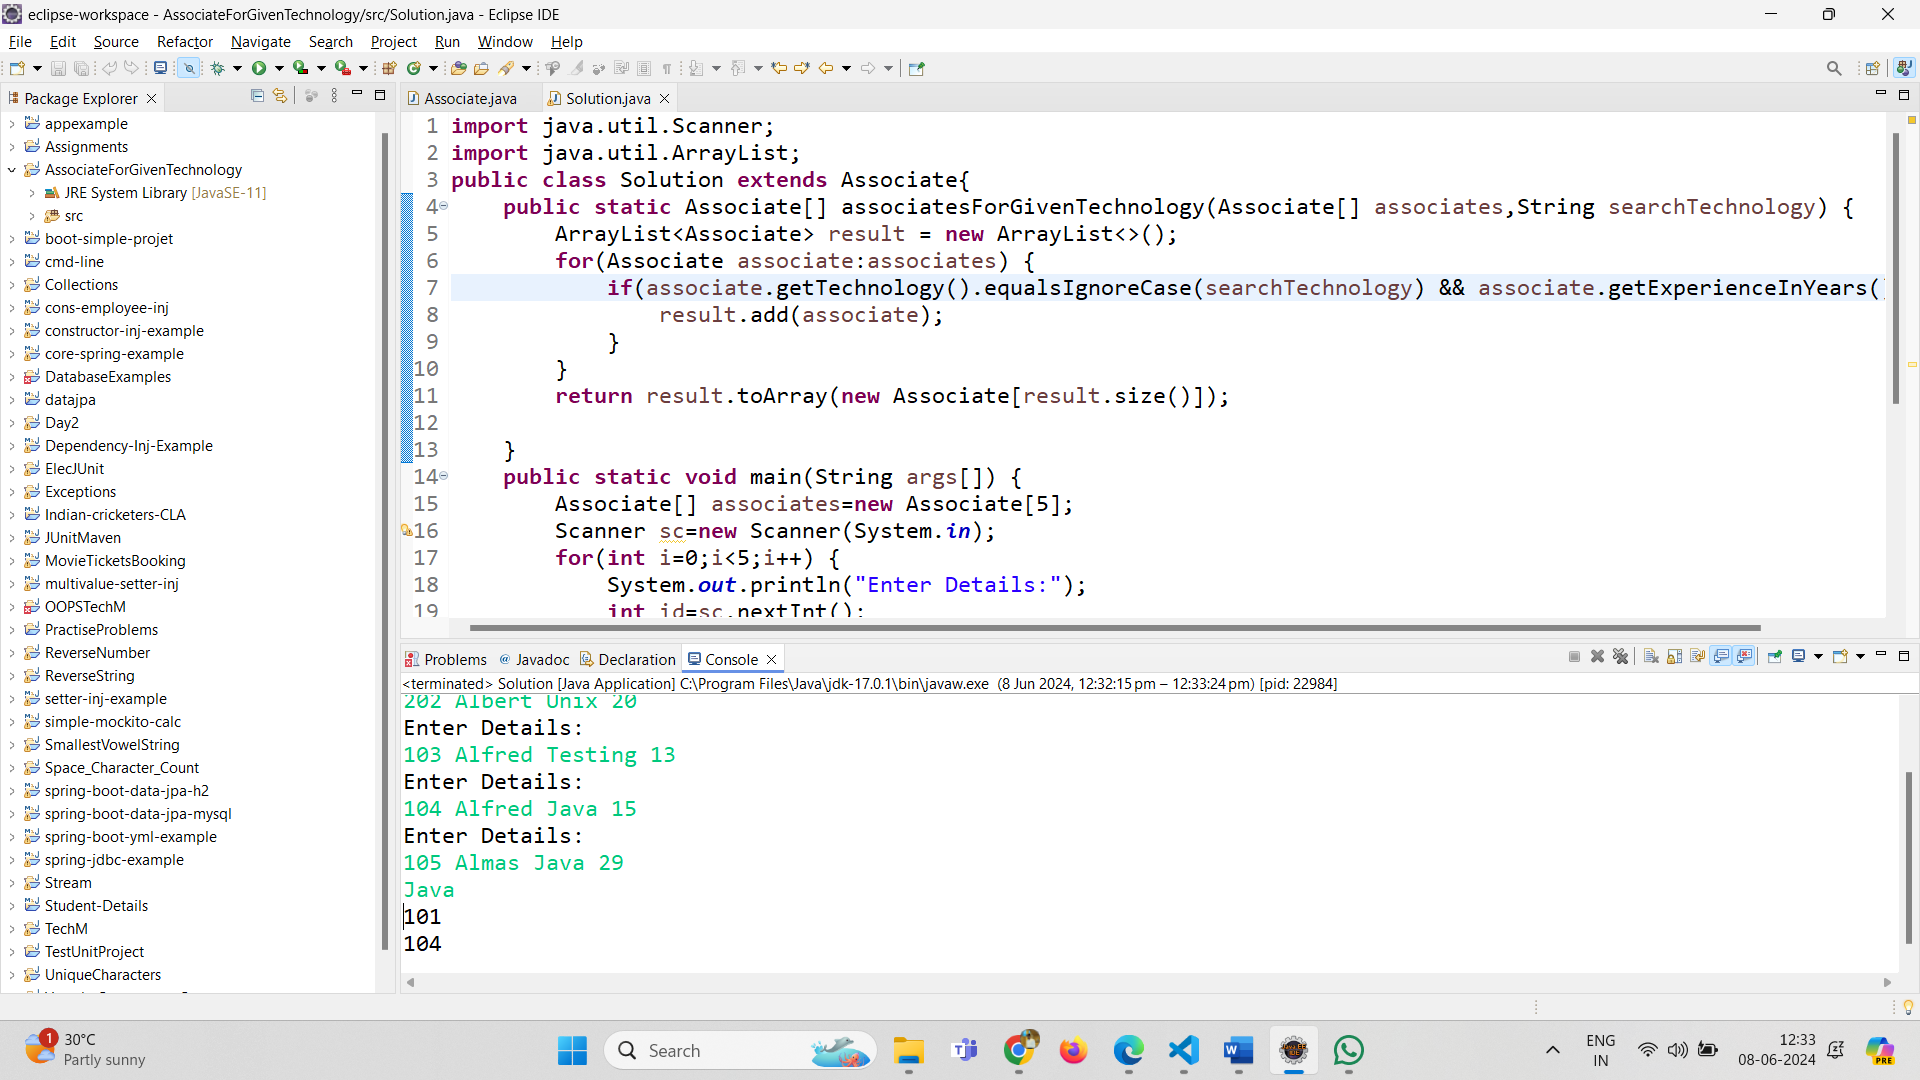 eclipse-workspace - AssociateForGivenTechnology/src/Solution.java - Eclipse IDE
File Edit Source Refactor Navigate Search Project Run Window Help
Package Explorer
appexample
Assignments
AssociateForGivenTechnology
JRE System Library [JavaSE-11]
src
boot-simple-projet
cmd-line
Collections
cons-employee-inj
constructor-inj-example
core-spring-example
DatabaseExamples
datajpa
Day2
Dependency-Inj-Example
ElecJUnit
Exceptions
Indian-cricketers-CLA
JUnitMaven
MovieTicketsBooking
multivalue-setter-inj
OOPSTechM
PractiseProblems
ReverseNumber
ReverseString
setter-inj-example
simple-mockito-calc
SmallestVowelString
Space_Character_Count
spring-boot-data-jpa-h2
spring-boot-data-jpa-mysql
spring-boot-yml-example
spring-jdbc-example
Stream
Student-Details
TechM
TestUnitProject
UniqueCharacters
Associate.java Solution.java
1 import java.util.Scanner;
2 import java.util.ArrayList;
3 public class Solution extends Associate{
4 public static Associate[] associatesForGivenTechnology(Associate[] associates,String searchTechnology) {
5 ArrayList<Associate> result = new ArrayList<>();
6 for(Associate associate:associates) {
7 if(associate.getTechnology().equalsIgnoreCase(searchTechnology) && associate.getExperienceInYears()
8 result.add(associate);
9 }
10 }
11 return result.toArray(new Associate[result.size()]);
12
13 }
14 public static void main(String args[]) {
15 Associate[] associates=new Associate[5];
16 Scanner sc=new Scanner(System.in);
17 for(int i=0;i<5;i++) {
18 System.out.println("Enter Details:");
19 int id=sc.nextInt();
Problems Javadoc Declaration Console
<terminated> Solution [Java Application] C:\Program Files\Java\jdk-17.0.1\bin\javaw.exe (8 Jun 2024, 12:32:15 pm – 12:33:24 pm) [pid: 22984]
202 Albert Unix 20
Enter Details:
103 Alfred Testing 13
Enter Details:
104 Alfred Java 15
Enter Details:
105 Almas Java 29
Java
101
104
1
30°C
Partly sunny
Search
ENG
IN
12:33
08-06-2024
PRE